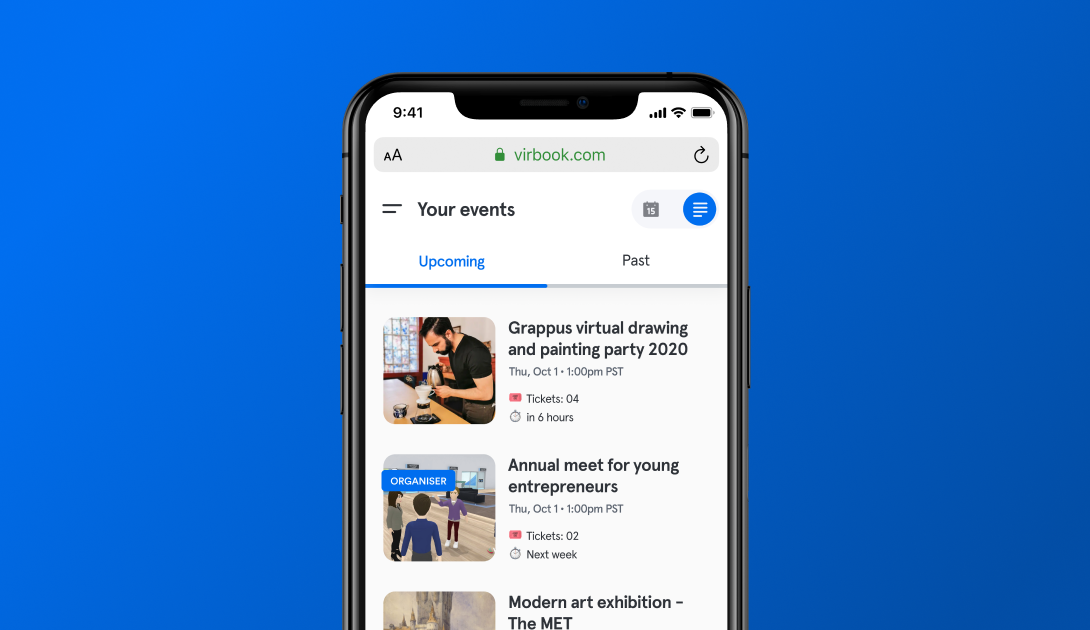 9:41
AA
virbook.com
15
Your events
Upcoming
Past
Grappus virtual drawing
and painting party 2020
Thu, Oct 1 • 1:00pm PST
Tickets: 04
in 6 hours
ORGANISER
Annual meet for young
entrepreneurs
Thu, Oct 1 • 1:00pm PST
Tickets: 02
Next week
Modern art exhibition –
The MET